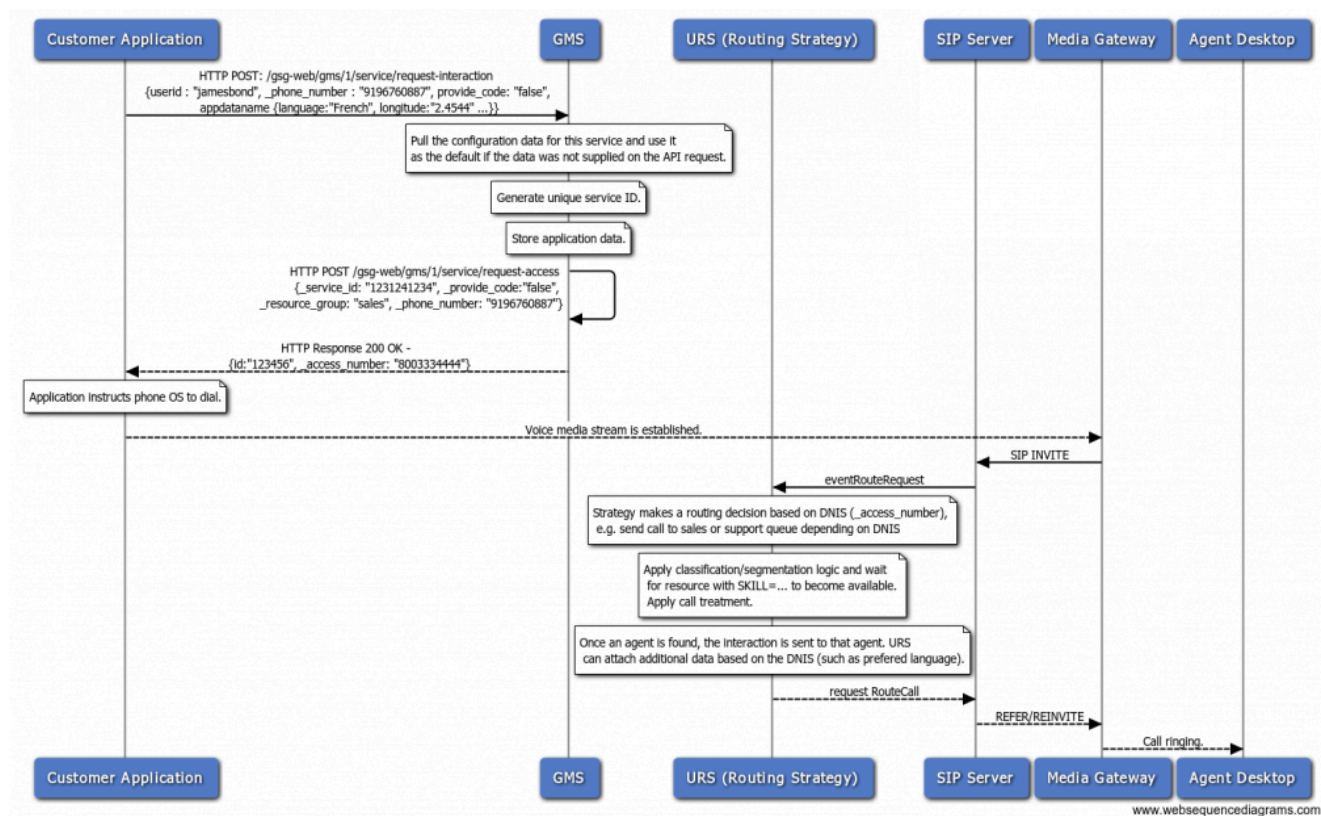 Customer Application
GMS
URS (Routing Strategy)
SIP Server
Media Gateway
Agent Desktop
HTTP POST: /gsg-web/gms/1/service/request-interaction
{userid : "jamesbond", _phone_number : "9196760887", provide_code: "false",
appdataname {language:"French", longitude:"2.4544" ...}}
Pull the configuration data for this service and use it
as the default if the data was not supplied on the API request.
Generate unique service ID.
Store application data.
HTTP POST /gsg-web/gms/1/service/request-access
{_service_id: "1231241234", _provide_code:"false",
_resource_group: "sales", _phone_number: "9196760887"}
HTTP Response 200 OK -
{id:"123456", _access_number: "8003334444"}
Application instructs phone OS to dial.
Voice media stream is established.
SIP INVITE
eventRouteRequest
Strategy makes a routing decision based on DNIS (_access_number),
e.g. send call to sales or support queue depending on DNIS
Apply classification/segmentation logic and wait
for resource with SKILL=... to become available.
Apply call treatment.
Once an agent is found, the interaction is sent to that agent. URS
can attach additional data based on the DNIS (such as prefered language).
request RouteCall
REFER/REINVITE
Call ringing.
Customer Application
GMS
URS (Routing Strategy)
SIP Server
Media Gateway
Agent Desktop
www.websequencediagrams.com